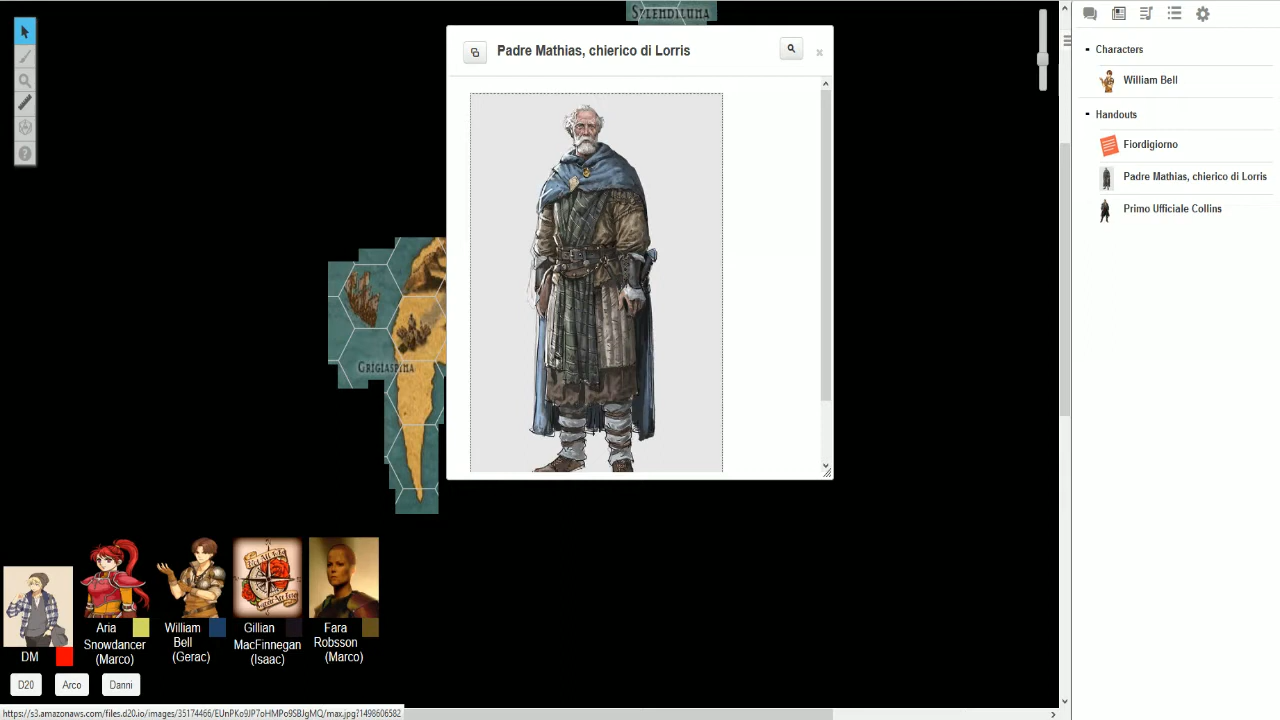 Splendiluna
Padre Mathias, chierico di Lorris
Characters
William Bell
Handouts
Fiordigiorno
Padre Mathias, chierico di Lorris
Primo Ufficiale Collins
Grigiaspina
DM
Aria
Snowdancer
(Marco)
William
Bell
(Gerac)
Gillian
MacFinnegan
(Isaac)
Fara
Robsson
(Marco)
D20
Arco
Danni
https://s3.amazonaws.com/files.d20.io/images/35174466/EUnPKo9JP7oHMPo9SBJgMQ/max.jpg?1498606582